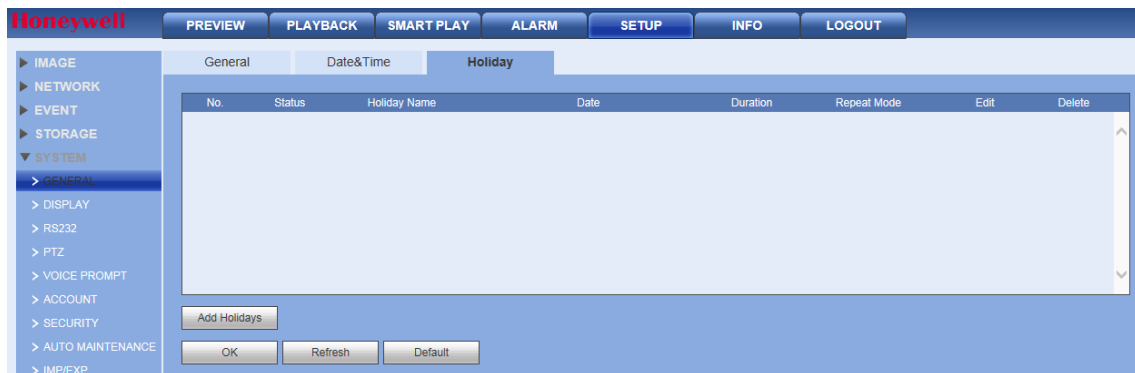 Honeywell PREVIEW PLAYBACK SMART PLAY ALARM SETUP INFO LOGOUT
IMAGE General Date&Time Holiday
NETWORK
No. Status Holiday Name Date Duration Repeat Mode Edit Delete
EVENT
STORAGE
SYSTEM
> GENERAL
> DISPLAY
> RS232
> PTZ
> VOICE PROMPT
> ACCOUNT
Add Holidays
> SECURITY
> AUTO MAINTENANCE
OK Refresh Default
> IMP/EXP